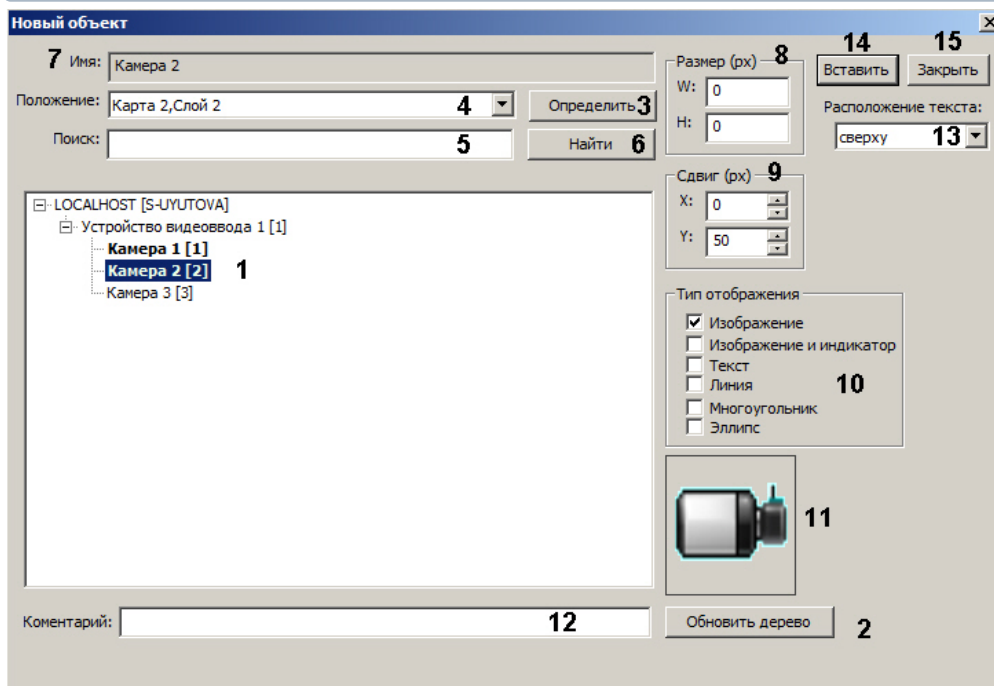 Новый объект
7 Имя: Камера 2
Положение: Карта 2,Слой 2 4 Определить 3
Поиск: 5 Найти 6
Размер (px) 8
W: 0
H: 0
14 15
Вставить Закрыть
Расположение текста:
сверху 13
Сдвиг (px) 9
X: 0
Y: 50
LOCALHOST [S-UYUTOVA]
Устройство видеоввода 1 [1]
Камера 1 [1]
Камера 2 [2] 1
Камера 3 [3]
Тип отображения
Изображение
Изображение и индикатор
Текст
Линия 10
Многоугольник
Эллипс
11
Коментарий: 12
Обновить дерево 2